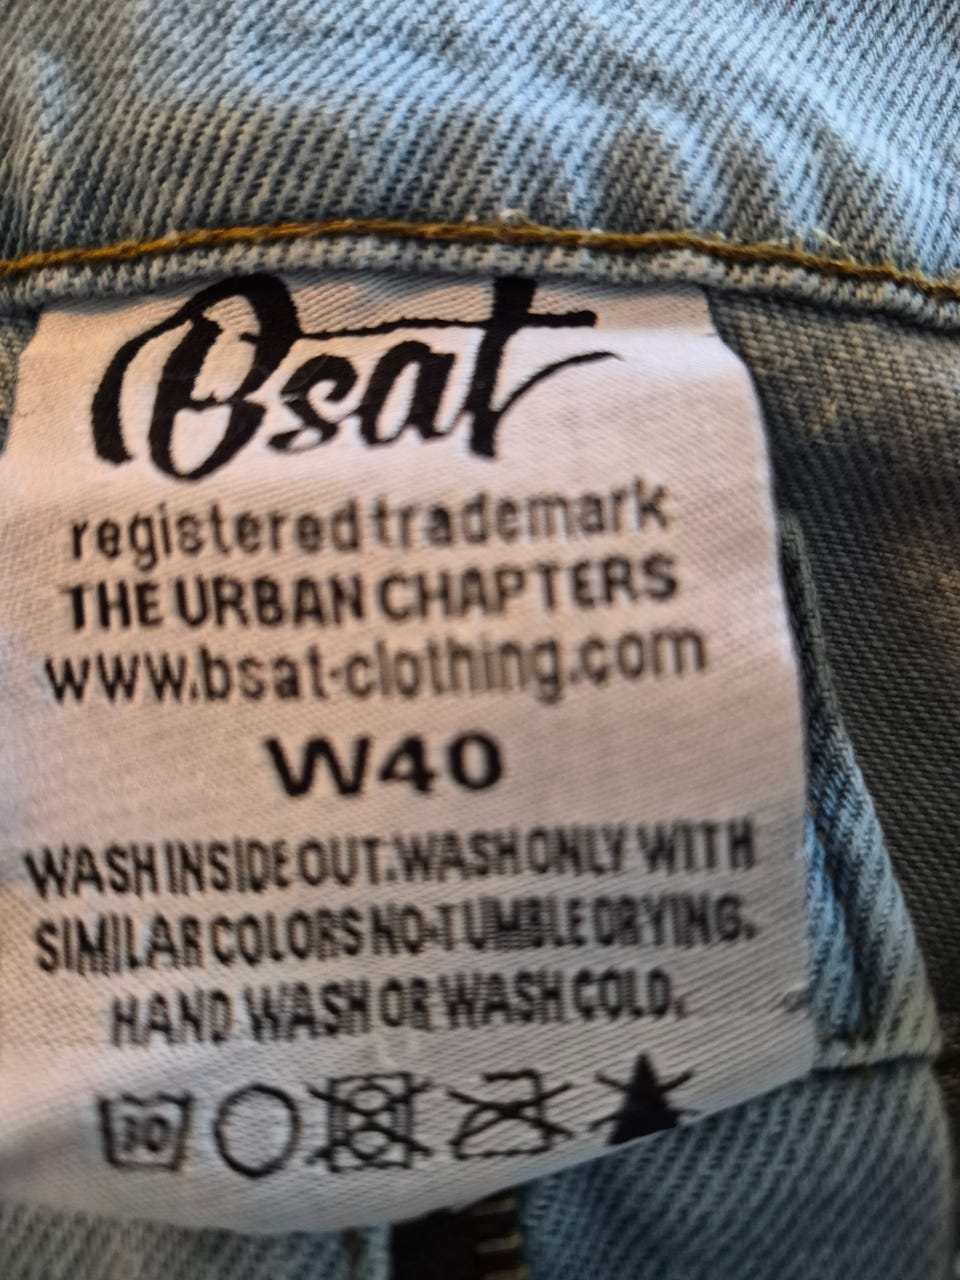 Bsat
registered trademark
THE URBAN CHAPTERS
www.bsat-clothing.com
W40
WASH INSIDE OUT.WASH ONLY WITH
SIMILAR COLORS NO-TUMBLE DRYING.
HAND WASH OR WASH COLD.
30